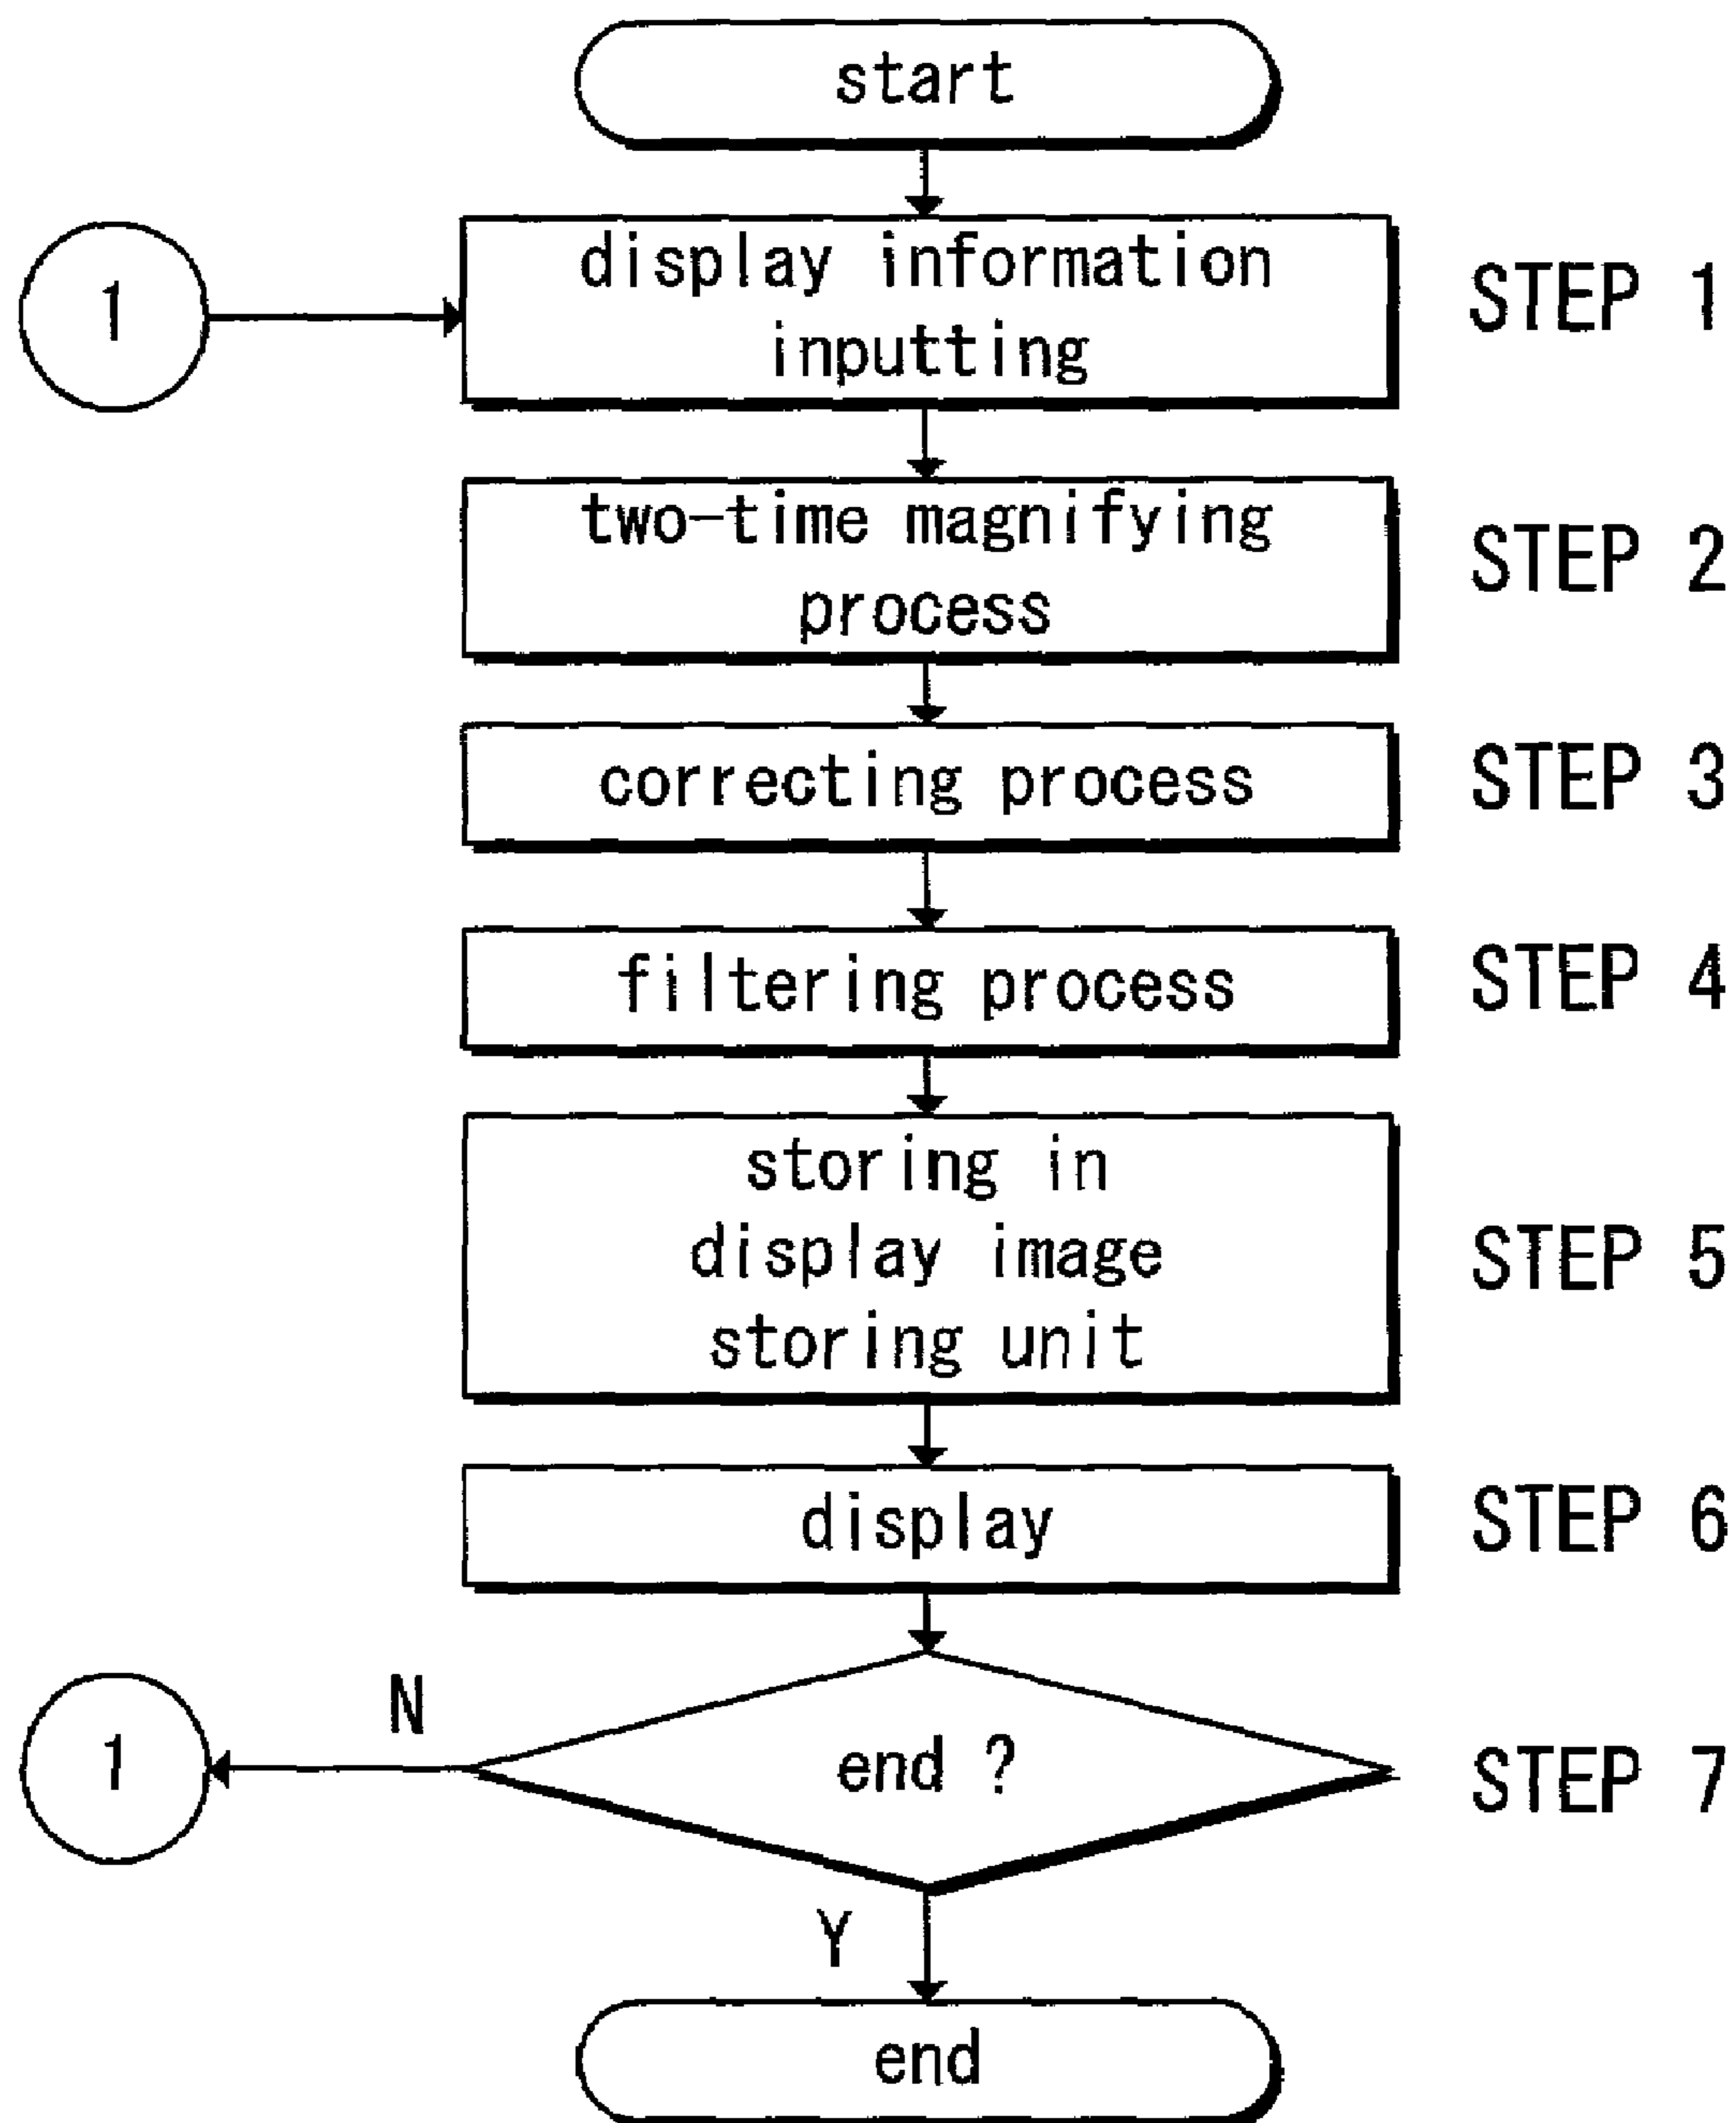 start
1
display information
inputting
STEP 1
two-time magnifying
process
STEP 2
correcting process
STEP 3
filtering process
STEP 4
storing in
display image
storing unit
STEP 5
display
STEP 6
N
1
end ?
STEP 7
Y
end